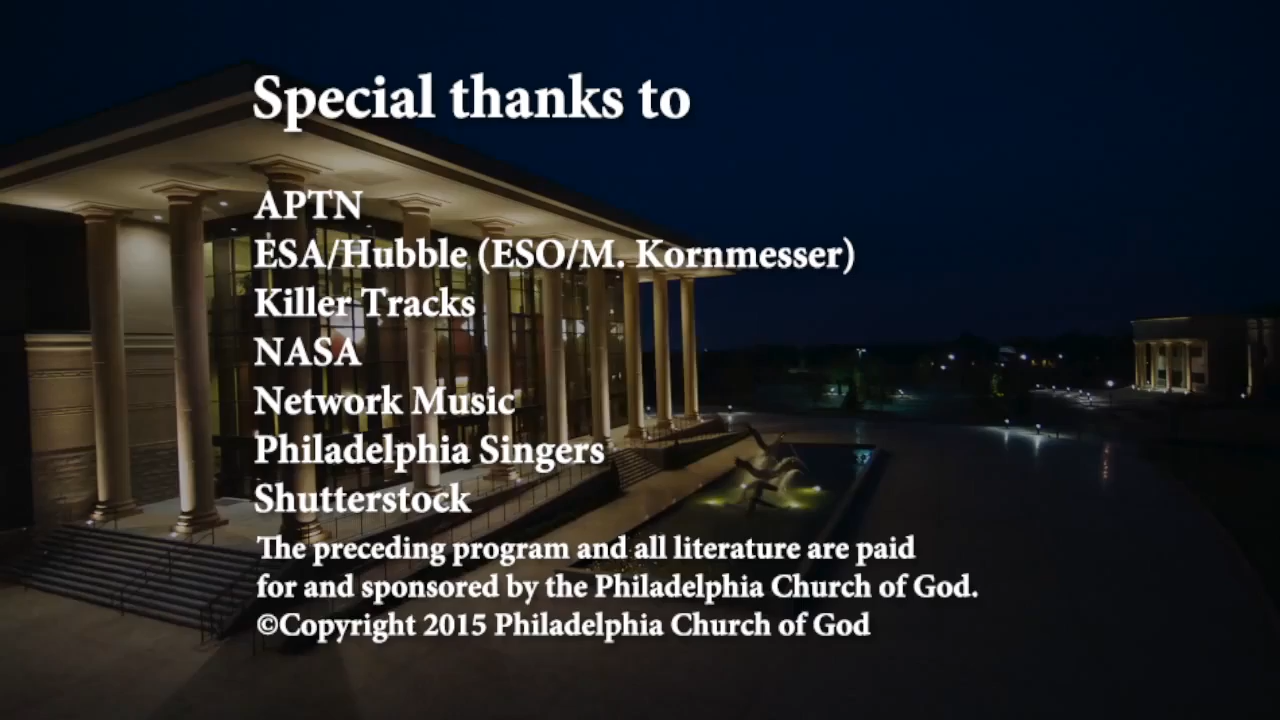 Special thanks to
APTN
ESA/Hubble (ESO/M. Kornmesser)
Killer Tracks
NASA
Network Music
Philadelphia Singers
Shutterstock
The preceding program and all literature are paid
for and sponsored by the Philadelphia Church of God.
©Copyright 2015 Philadelphia Church of God